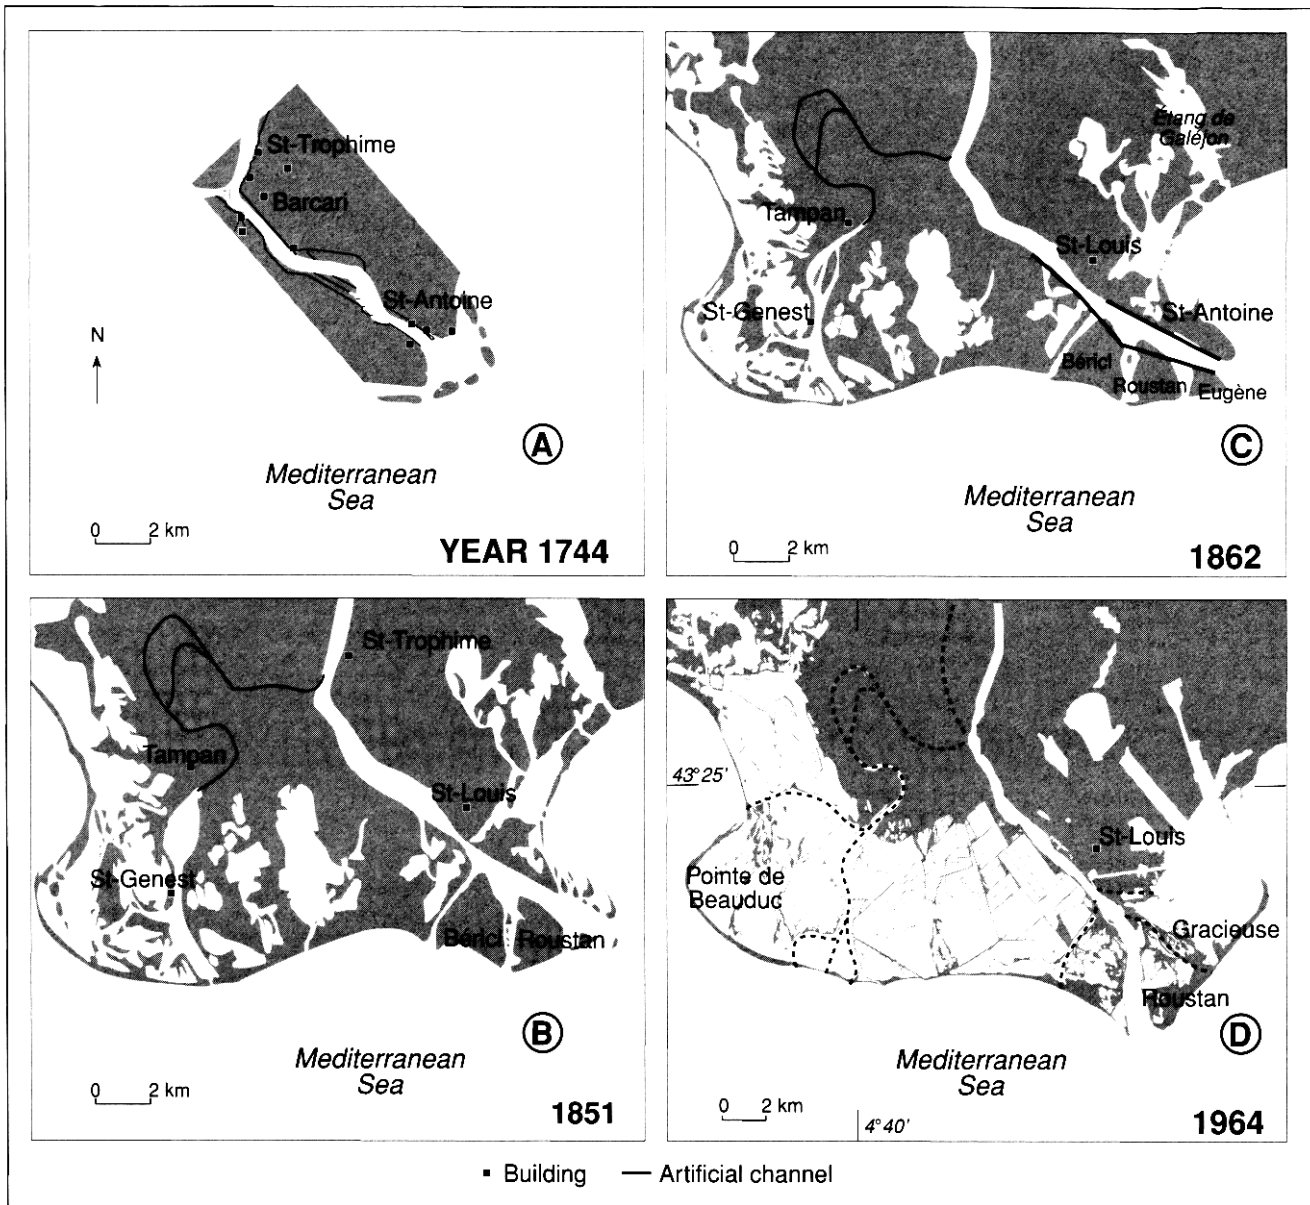 St-Trophime
Barcari
St-Antoine
N
Mediterranean
Sea
0 2 km
A
YEAR 1744
Étang de
Galéjon
Tampan
St-Louis
St-Genest
St-Antoine
Bérici
Roustan
Eugène
C
Mediterranean
Sea
0 2 km
1862
St-Trophime
Tampan
St-Louis
St-Genest
Bérici
Roustan
B
Mediterranean
Sea
0 2 km
1851
43°25'
St-Louis
Pointe de
Beauduc
Gracieuse
Roustan
D
Mediterranean
Sea
0 2 km
4°40'
1964
Building
Artificial channel